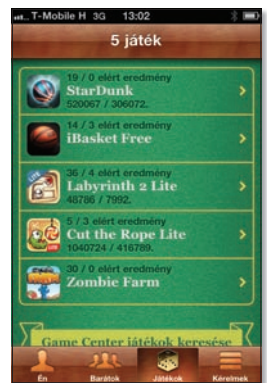 T-Mobile H 3G 13:02
5 játék
19 / 0 elért eredmény
StarDunk
520067 / 306072.
14 / 3 elért eredmény
iBasket Free
36 / 4 elért eredmény
LITE
Labyrinth 2 Lite
48786 / 7992.
5 / 3 elért eredmény
LITE
Cut the Rope Lite
1040724 / 416789.
30 / 0 elért eredmény
Zombie Farm
Game Center játékok keresése
Én Barátok Játékok Kérelmek